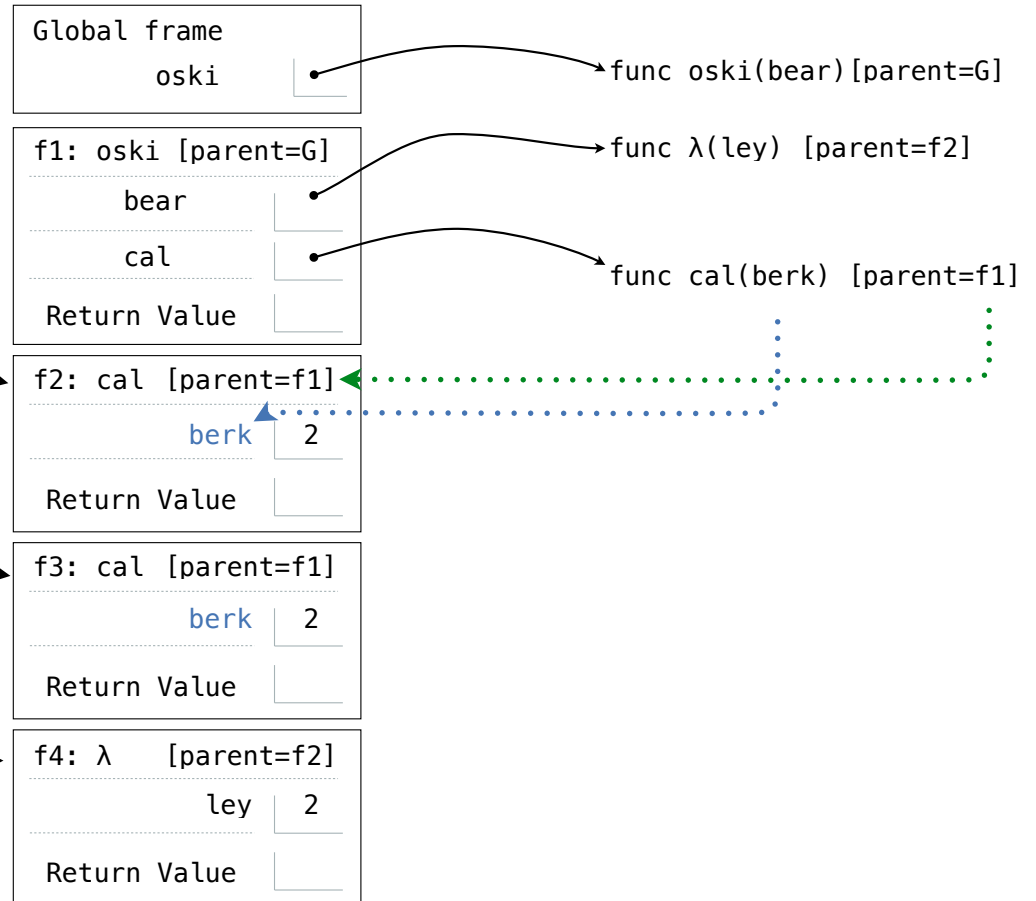 Global frame
oski
func oski(bear)[parent=G]
f1: oski [parent=G]
func λ(ley) [parent=f2]
bear
cal
func cal(berk) [parent=f1]
Return Value
f2: cal [parent=f1]
berk 2
Return Value
f3: cal [parent=f1]
berk 2
Return Value
f4: λ [parent=f2]
ley 2
Return Value